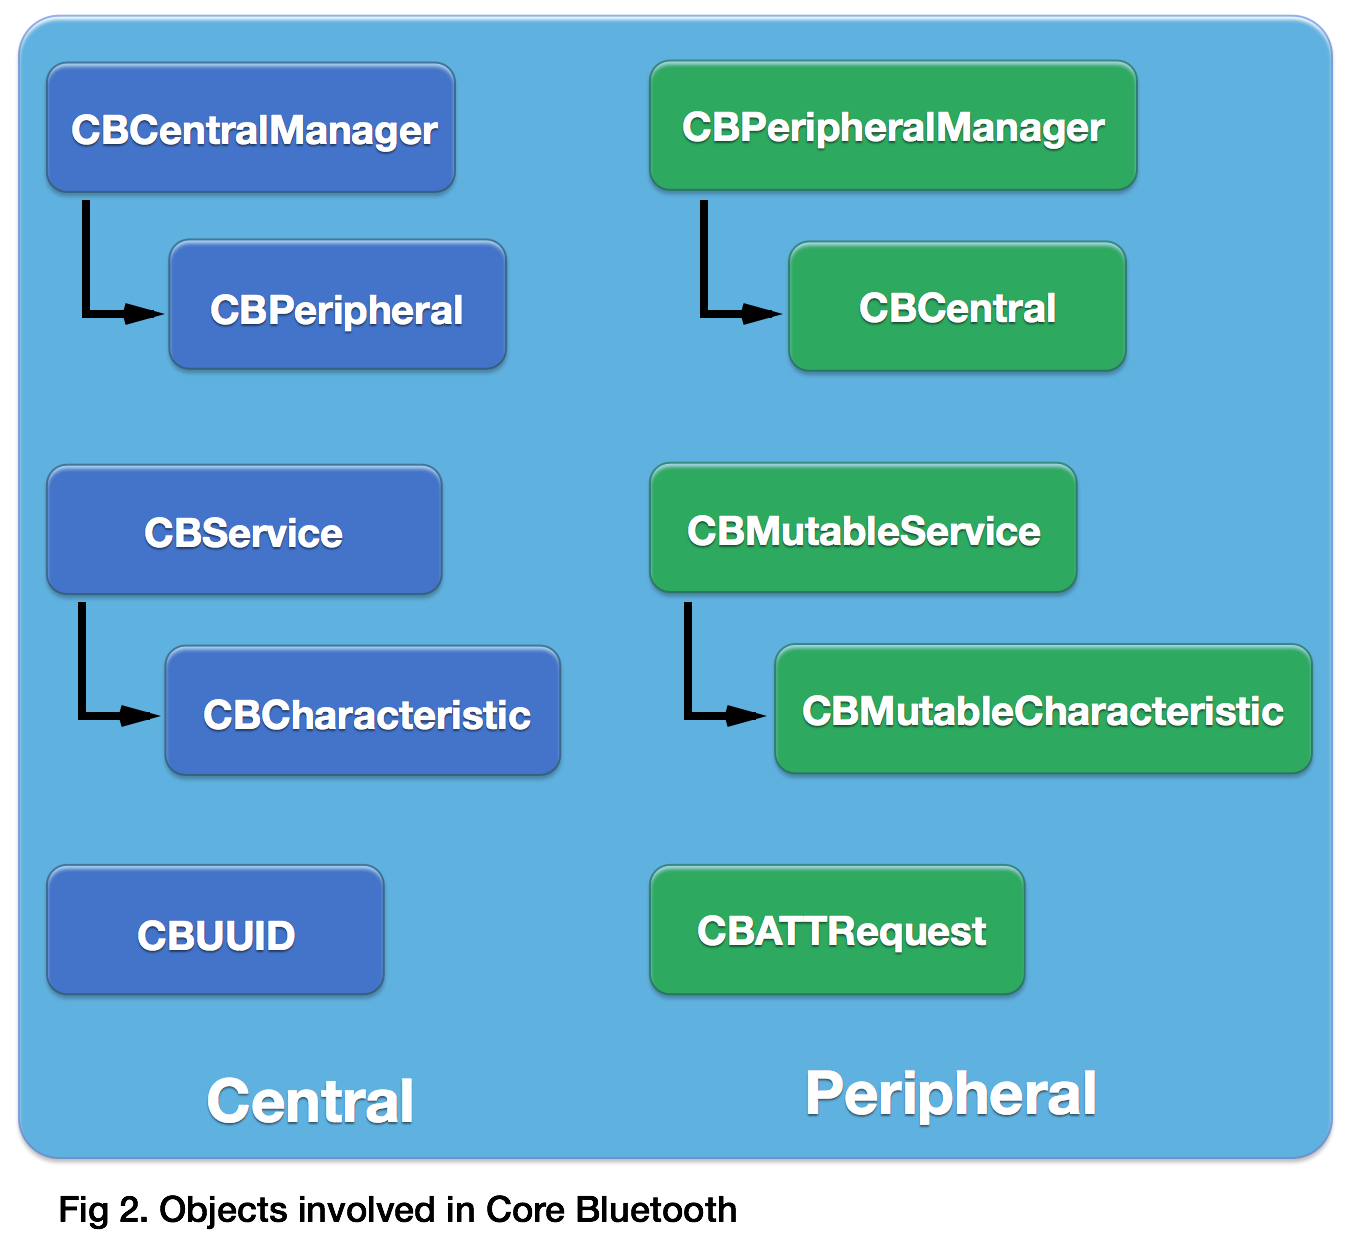 CBCentralManager
CBPeripheral
CBService
CBCharacteristic
CBUUID
Central
CBPeripheralManager
CBCentral
CBMutableService
CBMutableCharacteristic
CBATTRequest
Peripheral
Fig 2. Objects involved in Core Bluetooth